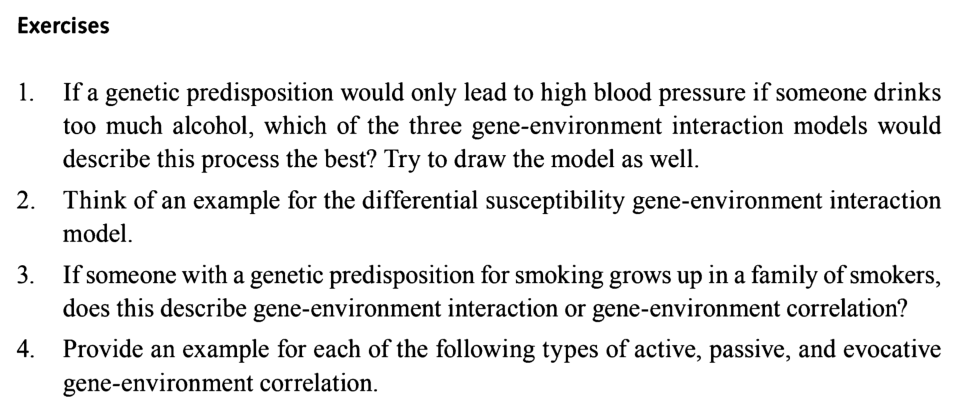 Exercises
1. If a genetic predisposition would only lead to high blood pressure if someone drinks
too much alcohol, which of the three gene-environment interaction models would
describe this process the best? Try to draw the model as well.
2. Think of an example for the differential susceptibility gene-environment interaction
model.
3. If someone with a genetic predisposition for smoking grows up in a family of smokers,
does this describe gene-environment interaction or gene-environment correlation?
4. Provide an example for each of the following types of active, passive, and evocative
gene-environment correlation.